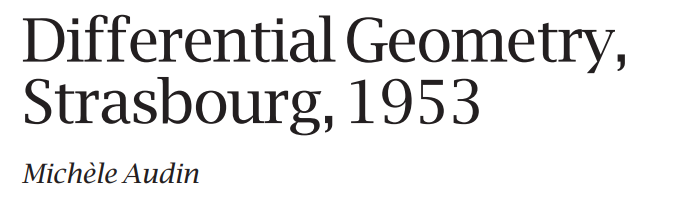 Differential Geometry,
Strasbourg, 1953
Michèle Audin